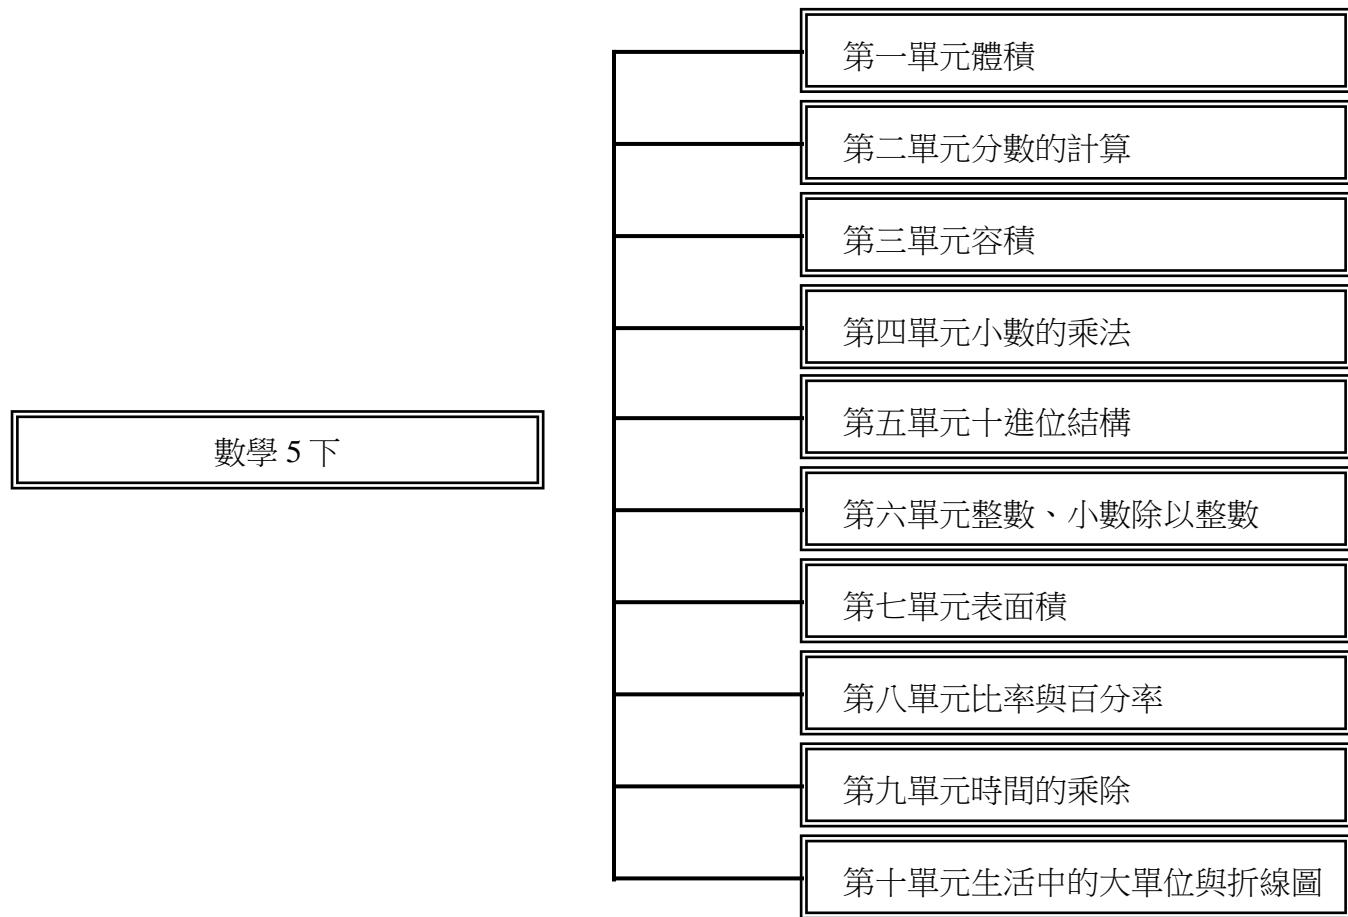 數學 5 下
第一單元體積
第二單元分數的計算
第三單元容積
第四單元小數的乘法
第五單元十進位結構
第六單元整數、小數除以整數
第七單元表面積
第八單元比率與百分率
第九單元時間的乘除
第十單元生活中的大單位與折線圖